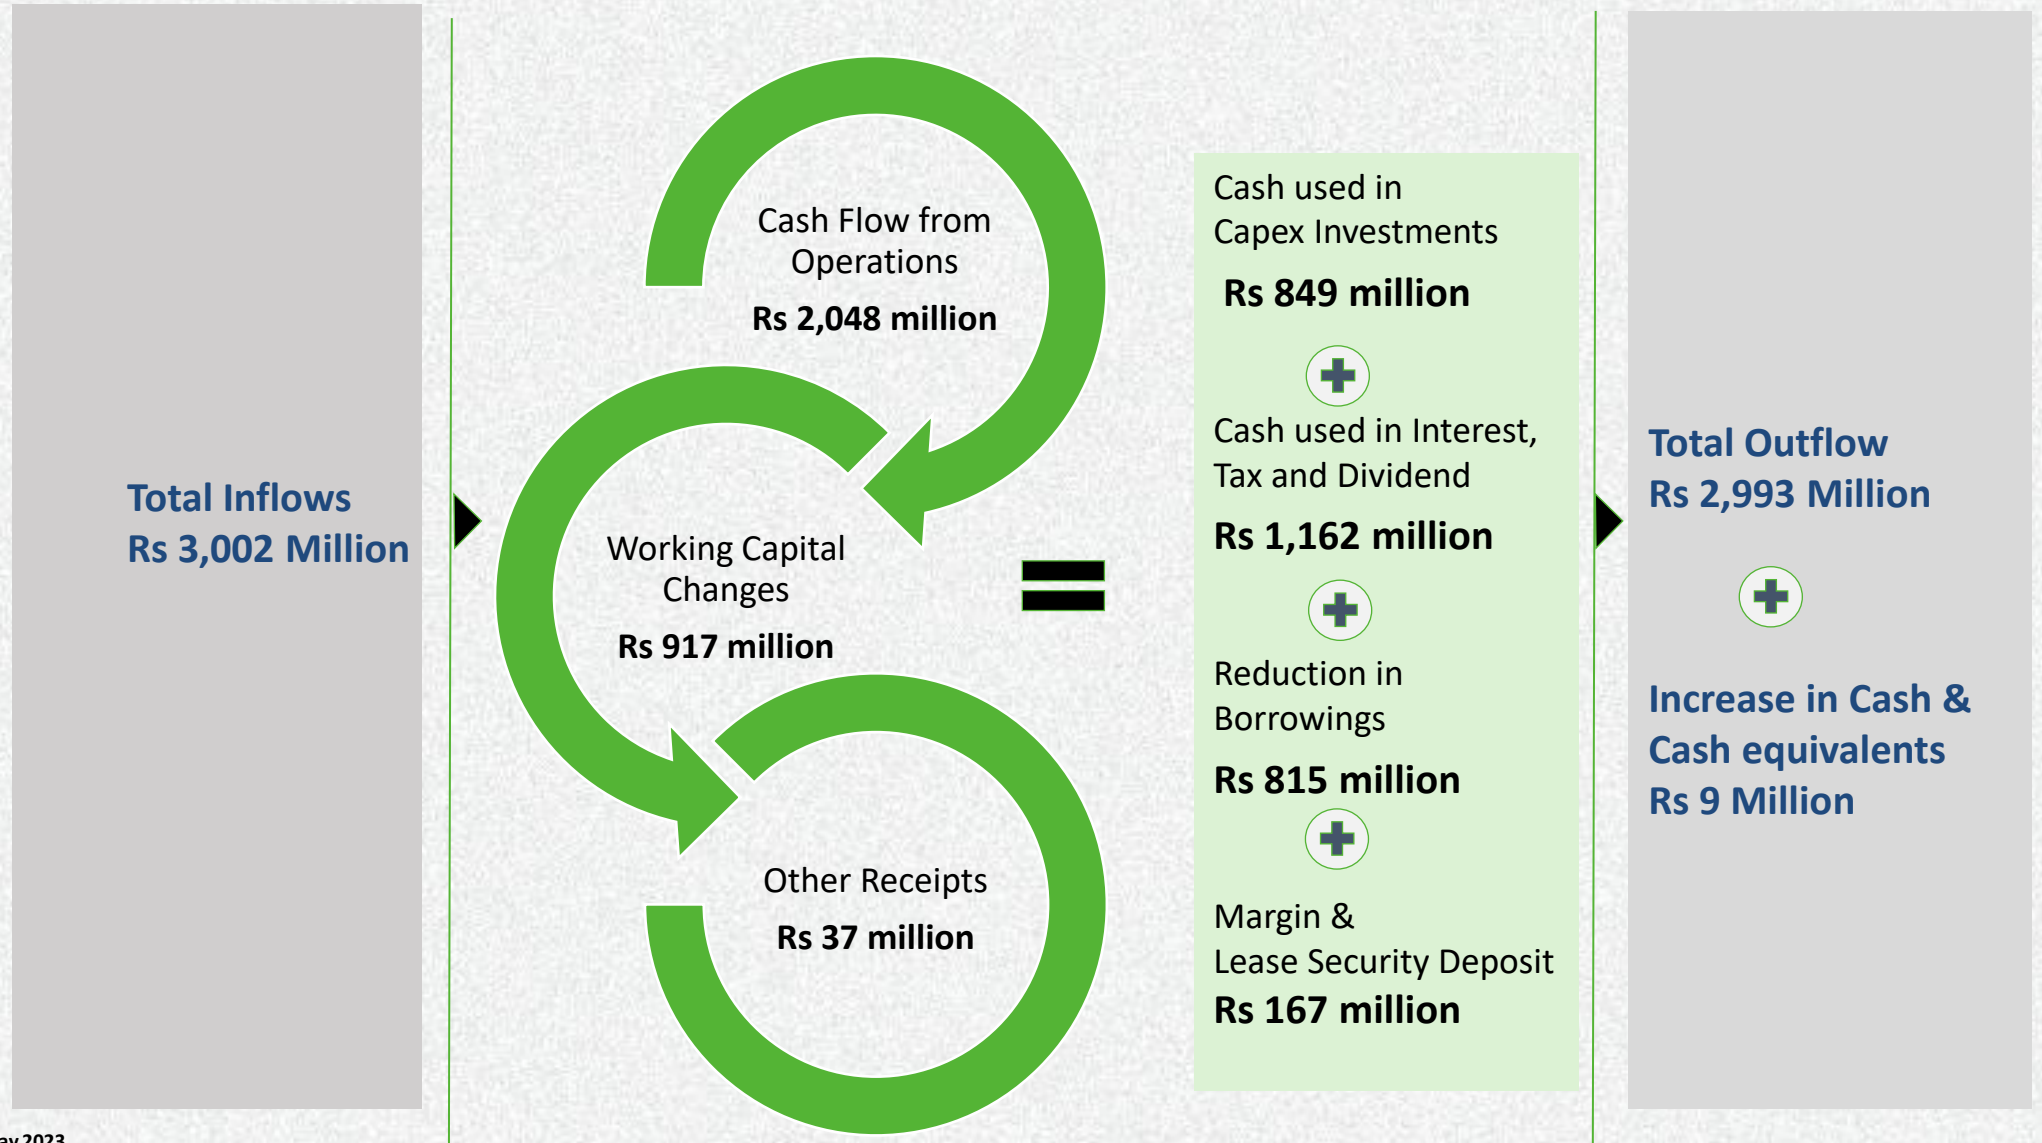 Total Inflows
Rs 3,002 Million
Cash Flow from
Operations
Rs 2,048 million
Working Capital
Changes
Rs 917 million
Other Receipts
Rs 37 million
Cash used in
Capex Investments
Rs 849 million
Cash used in Interest,
Tax and Dividend
Rs 1,162 million
Reduction in
Borrowings
Rs 815 million
Margin &
Lease Security Deposit
Rs 167 million
Total Outflow
Rs 2,993 Million
Increase in Cash &
Cash equivalents
Rs 9 Million
2023